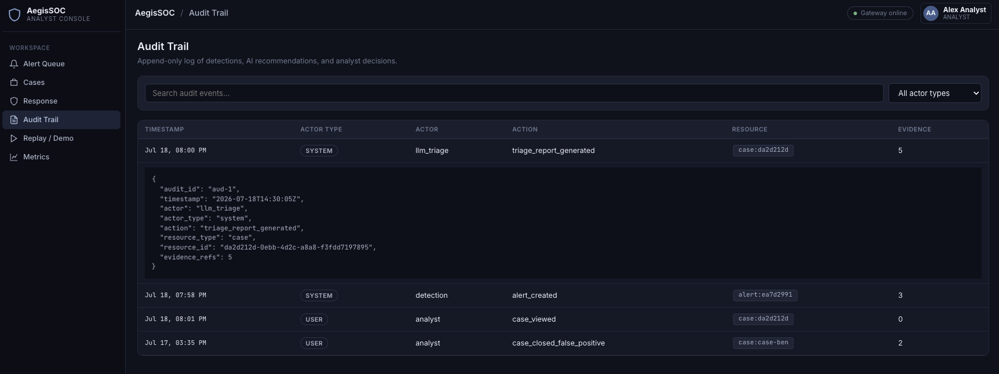 AegisSOC
ANALYST CONSOLE
WORKSPACE
Alert Queue
Cases
Response
Audit Trail
Replay / Demo
Metrics
AegisSOC / Audit Trail
Gateway online
AA
Alex Analyst
ANALYST
Audit Trail
Append-only log of detections, AI recommendations, and analyst decisions.
Search audit events...
All actor types
TIMESTAMP ACTOR TYPE ACTOR ACTION RESOURCE EVIDENCE
Jul 18, 08:00 PM SYSTEM llm_triage triage_report_generated case:da2d212d 5
{
"audit_id": "aud-1",
"timestamp": "2026-07-18T14:30:05Z",
"actor": "llm_triage",
"actor_type": "system",
"action": "triage_report_generated",
"resource_type": "case",
"resource_id": "da2d212d-0ebb-4d2c-a8a8-f3fdd7197895",
"evidence_refs": 5
}
Jul 18, 07:58 PM SYSTEM detection alert_created alert:ea7d2991 3
Jul 18, 08:01 PM USER analyst case_viewed case:da2d212d 0
Jul 17, 03:35 PM USER analyst case_closed_false_positive case:case-ben 2